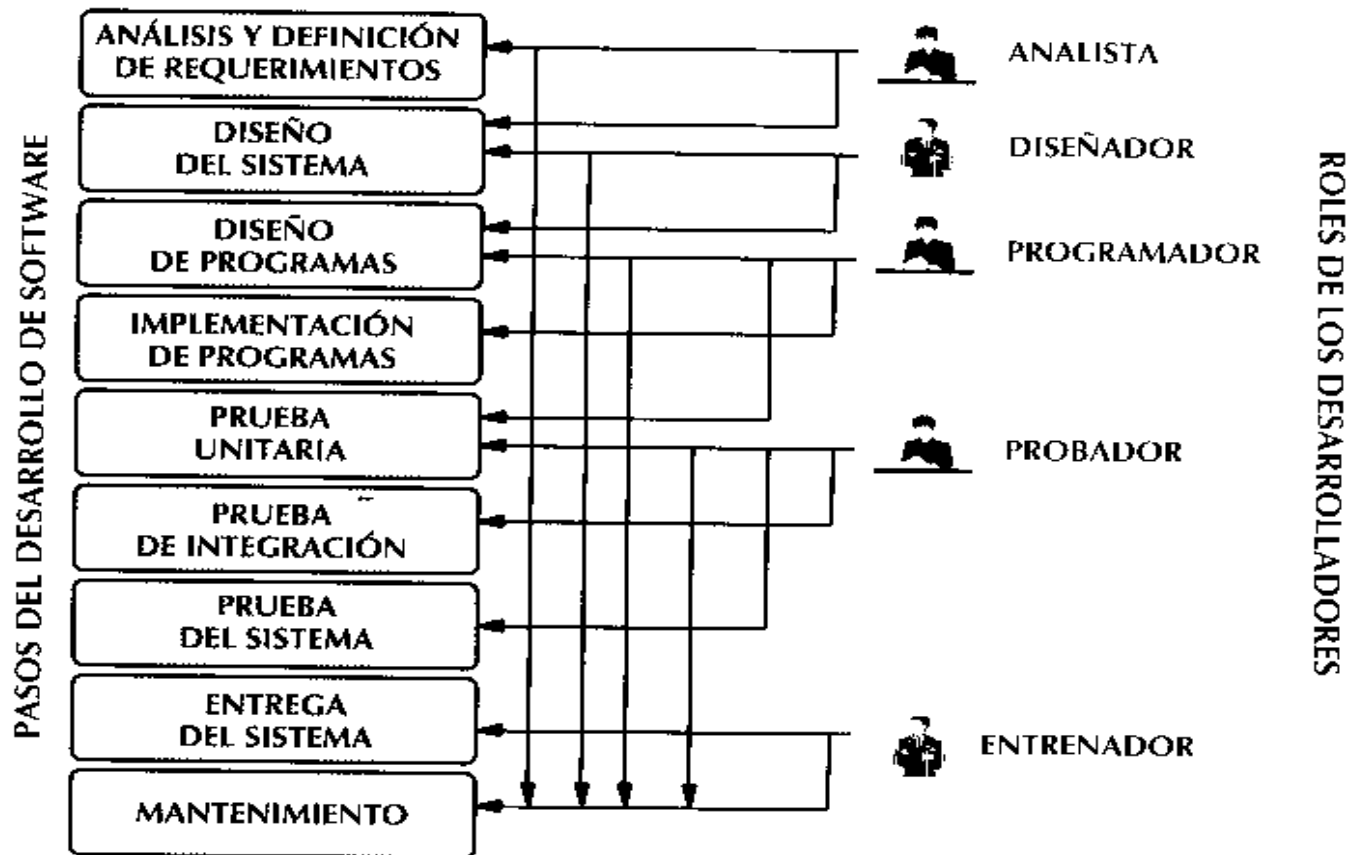 PASOS DEL DESARROLLO DE SOFTWARE
ANÁLISIS Y DEFINICIÓN
DE REQUERIMIENTOS
DISEÑO
DEL SISTEMA
DISEÑO
DE PROGRAMAS
IMPLEMENTACIÓN
DE PROGRAMAS
PRUEBA
UNITARIA
PRUEBA
DE INTEGRACIÓN
PRUEBA
DEL SISTEMA
ENTREGA
DEL SISTEMA
MANTENIMIENTO
ANALISTA
DISEÑADOR
PROGRAMADOR
PROBADOR
ENTRENADOR
ROLES DE LOS DESARROLLADORES